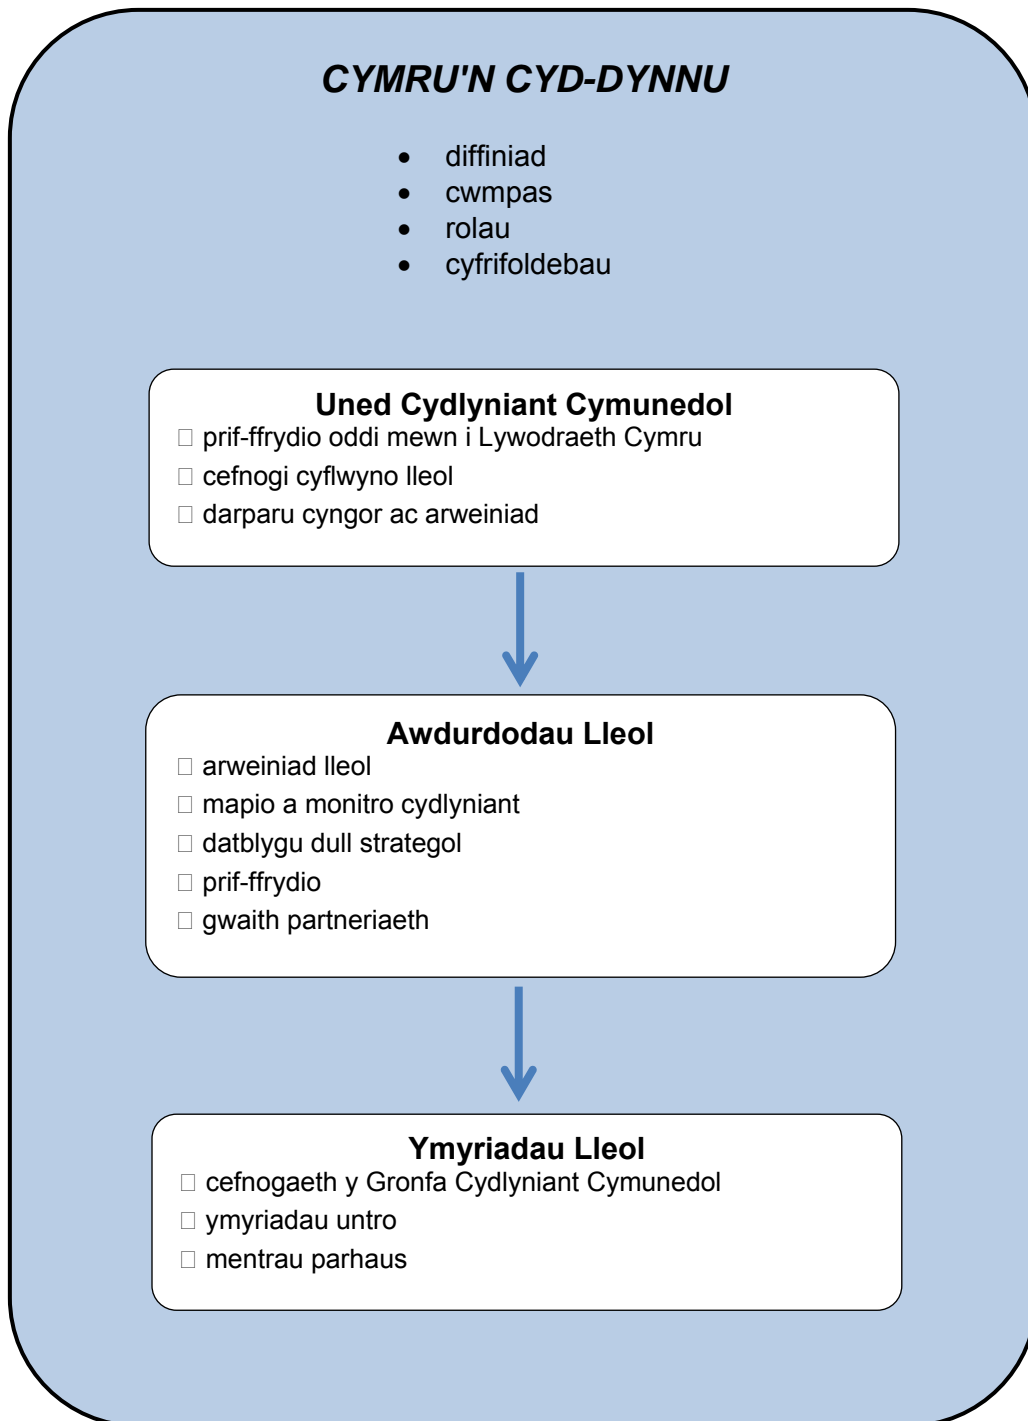 CYMRU'N CYD-DYNNU
• diffiniad
• cwmpas
• rolau
• cyfrifoldebau
Uned Cydlyniant Cymunedol
□ prif-ffrydio oddi mewn i Lywodraeth Cymru
□ cefnogi cyflwyno lleol
□ darparu cyngor ac arweiniad
Awdurdodau Lleol
□ arweiniad lleol
□ mapio a monitro cydlyniant
□ datblygu dull strategol
□ prif-ffrydio
□ gwaith partneriaeth
Ymyriadau Lleol
□ cefnogaeth y Gronfa Cydlyniant Cymunedol
□ ymyriadau untro
□ mentrau parhaus